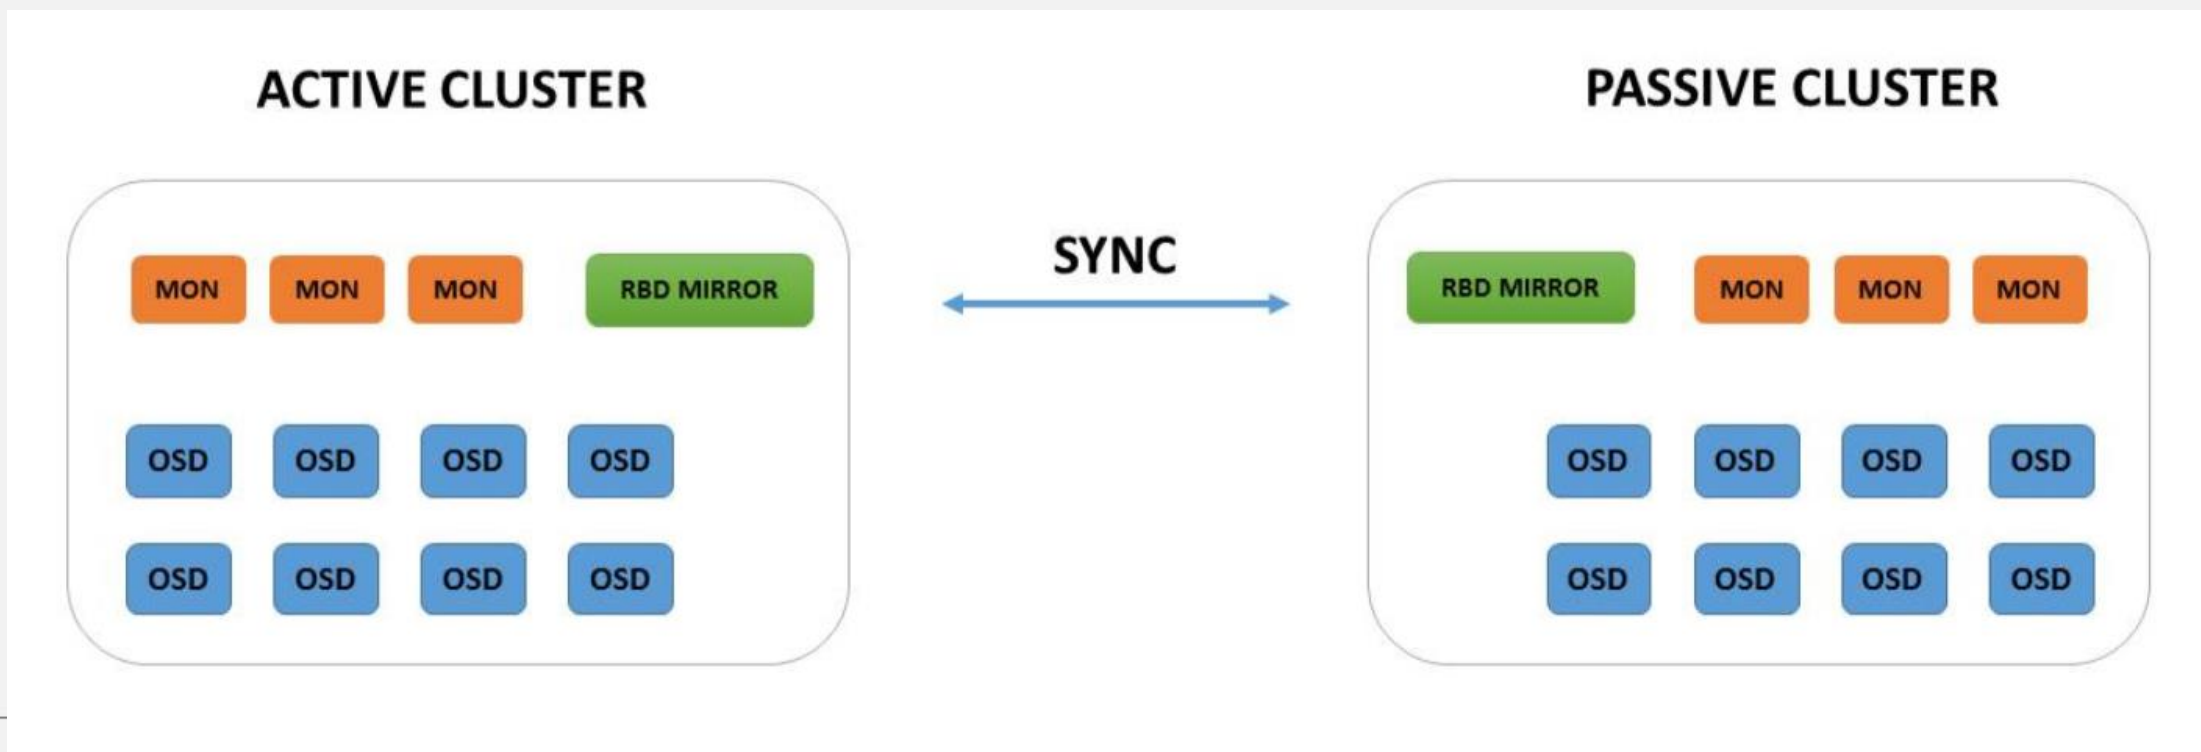 ACTIVE CLUSTER
PASSIVE CLUSTER
SYNC
MON MON MON RBD MIRROR
RBD MIRROR MON MON MON
OSD OSD OSD OSD
OSD OSD OSD OSD
OSD OSD OSD OSD
OSD OSD OSD OSD